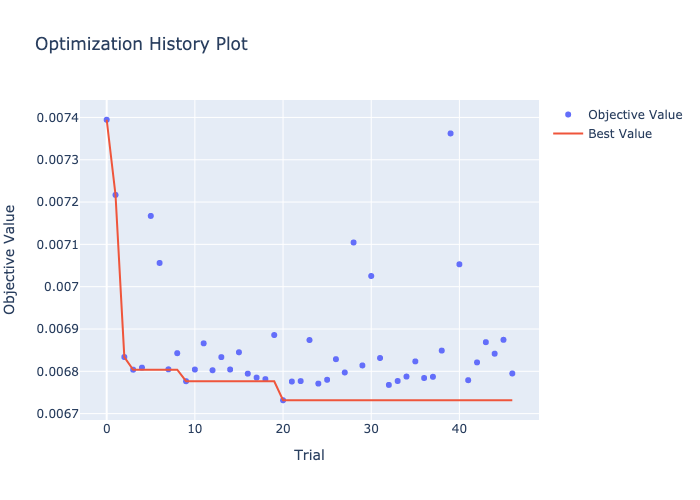 Optimization History Plot
Objective Value
Best Value
0.0074
0.0073
0.0072
0.0071
0.007
0.0069
0.0068
0.0067
Objective Value
0
10
20
30
40
Trial